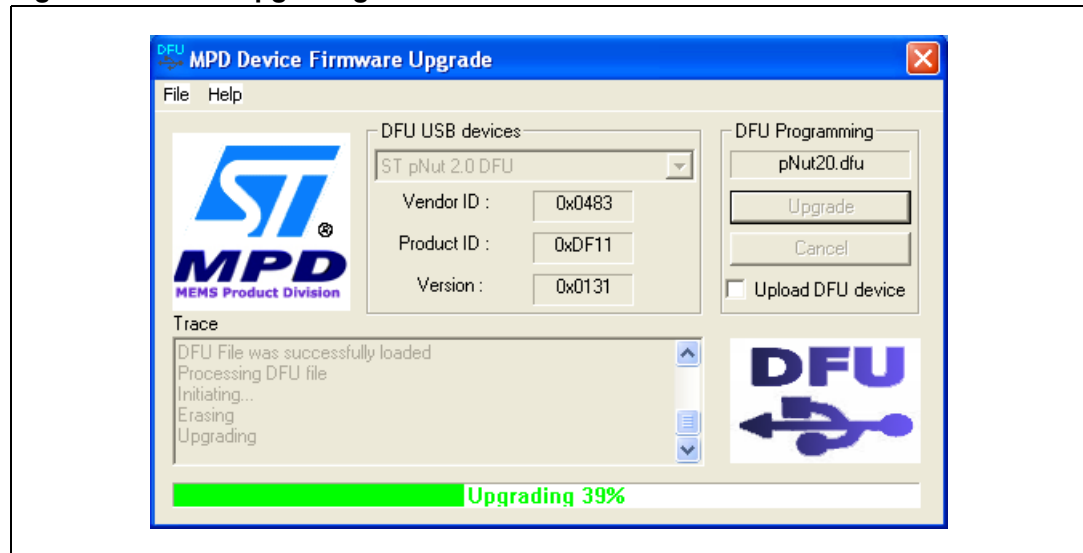 DFU
MPD Device Firmware Upgrade
File Help
ST
®
MPD
MEMS Product Division
DFU USB devices
ST pNut 2.0 DFU
Vendor ID : 0x0483
Product ID : 0xDF11
Version : 0x0131
DFU Programming
pNut20.dfu
Upgrade
Cancel
Upload DFU device
Trace
DFU File was successfully loaded
Processing DFU file
Initiating...
Erasing
Upgrading
DFU
Upgrading 39%